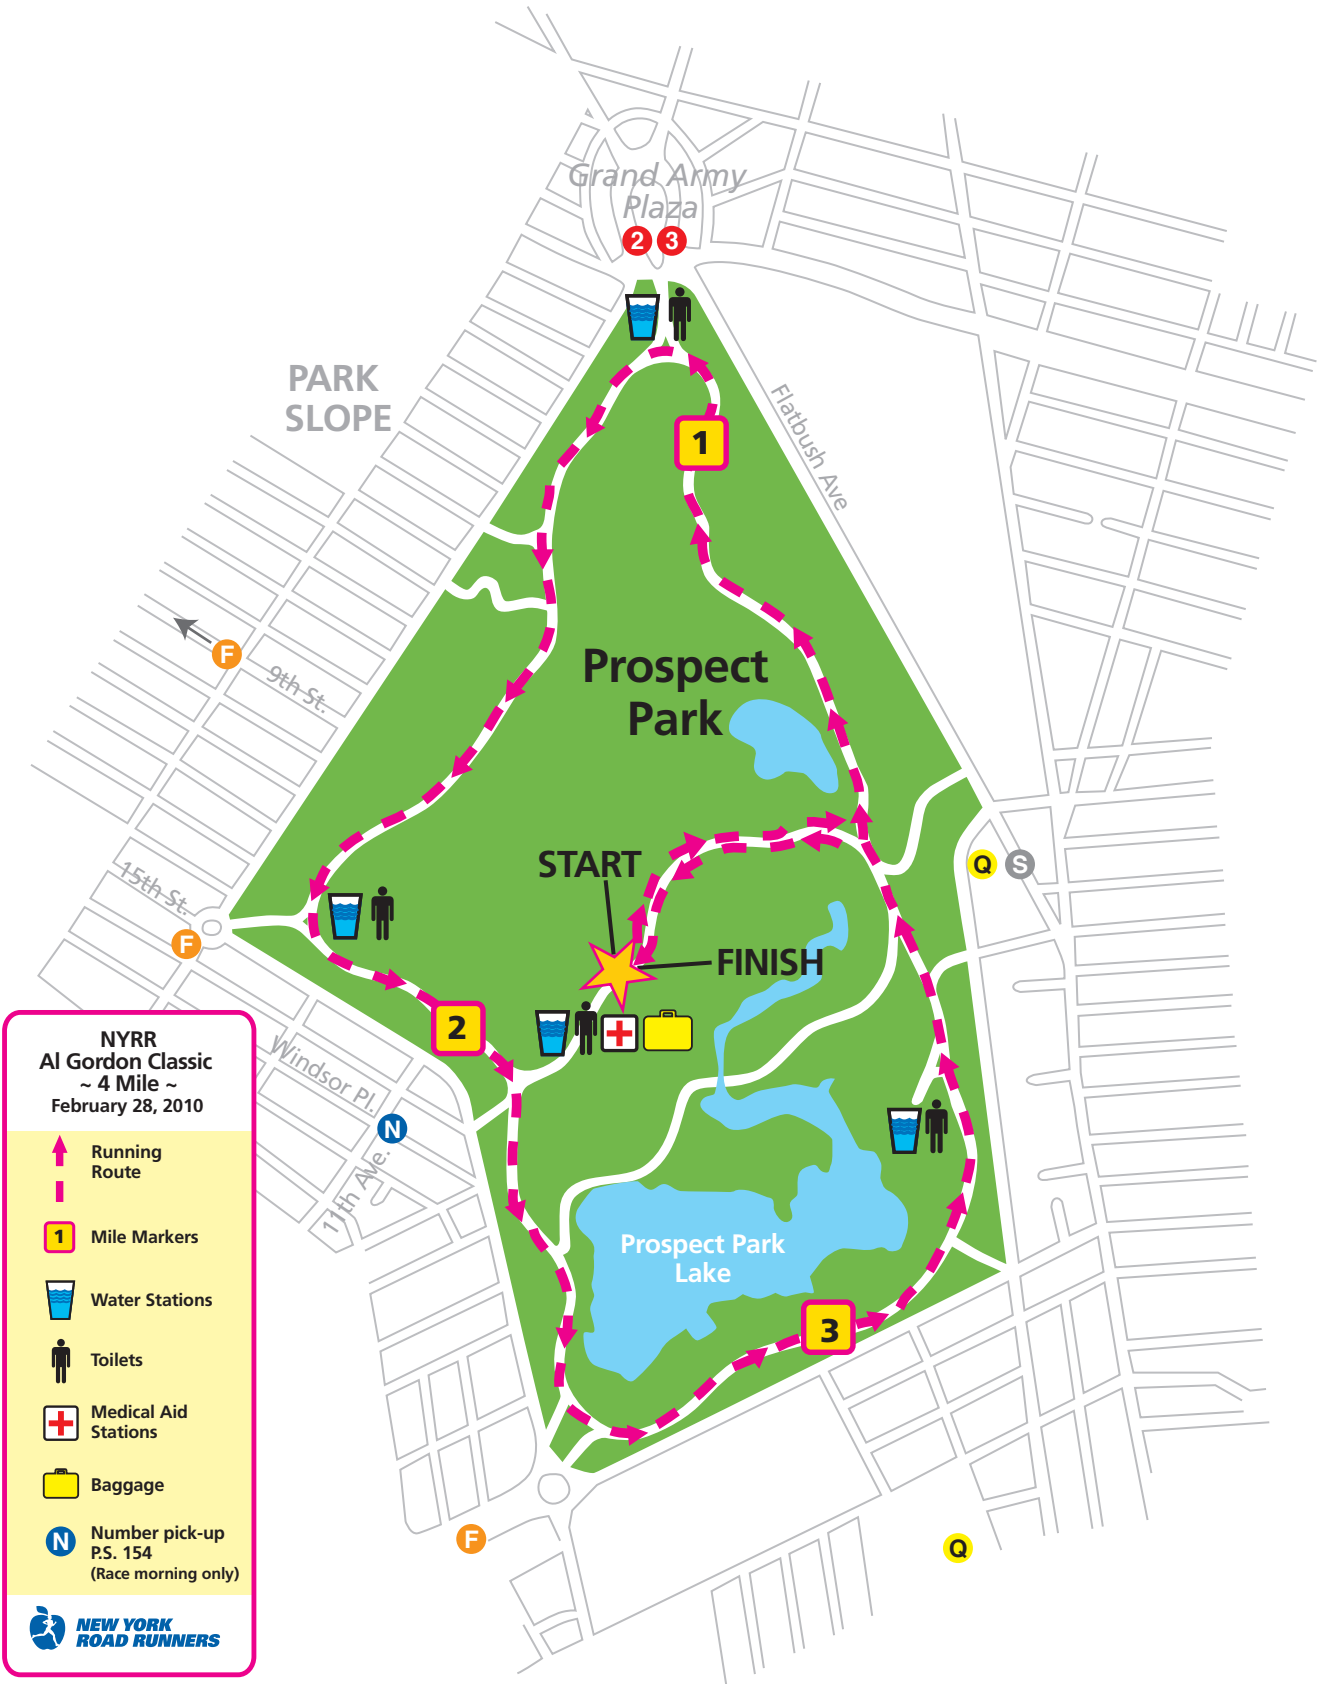 Grand Army
Plaza
2 3
PARK
SLOPE
Flatbush Ave
1
F
9th St.
Prospect
Park
START
15th St.
F
Q S
FINISH
2
Windsor Pl.
N
11th Ave.
Prospect Park
Lake
3
F
Q
NYRR
Al Gordon Classic
~ 4 Mile ~
February 28, 2010
Running
Route
1 Mile Markers
Water Stations
Toilets
Medical Aid
Stations
Baggage
N Number pick-up
P.S. 154
(Race morning only)
NEW YORK
ROAD RUNNERS